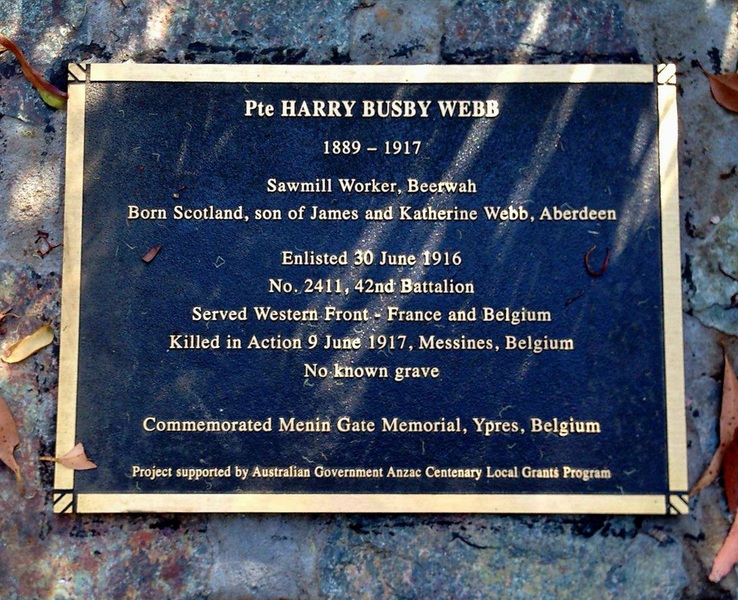 Pte HARRY BUSBY WEBB
1889 – 1917
Sawmill Worker, Beerwah
Born Scotland, son of James and Katherine Webb, Aberdeen
Enlisted 30 June 1916
No. 2411, 42nd Battalion
Served Western Front - France and Belgium
Killed in Action 9 June 1917, Messines, Belgium
No known grave
Commemorated Menin Gate Memorial, Ypres, Belgium
Project supported by Australian Government Anzac Centenary Local Grants Program